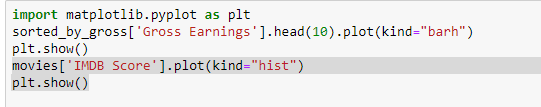 import matplotlib.pyplot as plt
sorted_by_gross['Gross Earnings'].head(10).plot(kind="barh")
plt.show()
movies['IMDB Score'].plot(kind="hist")
plt.show()